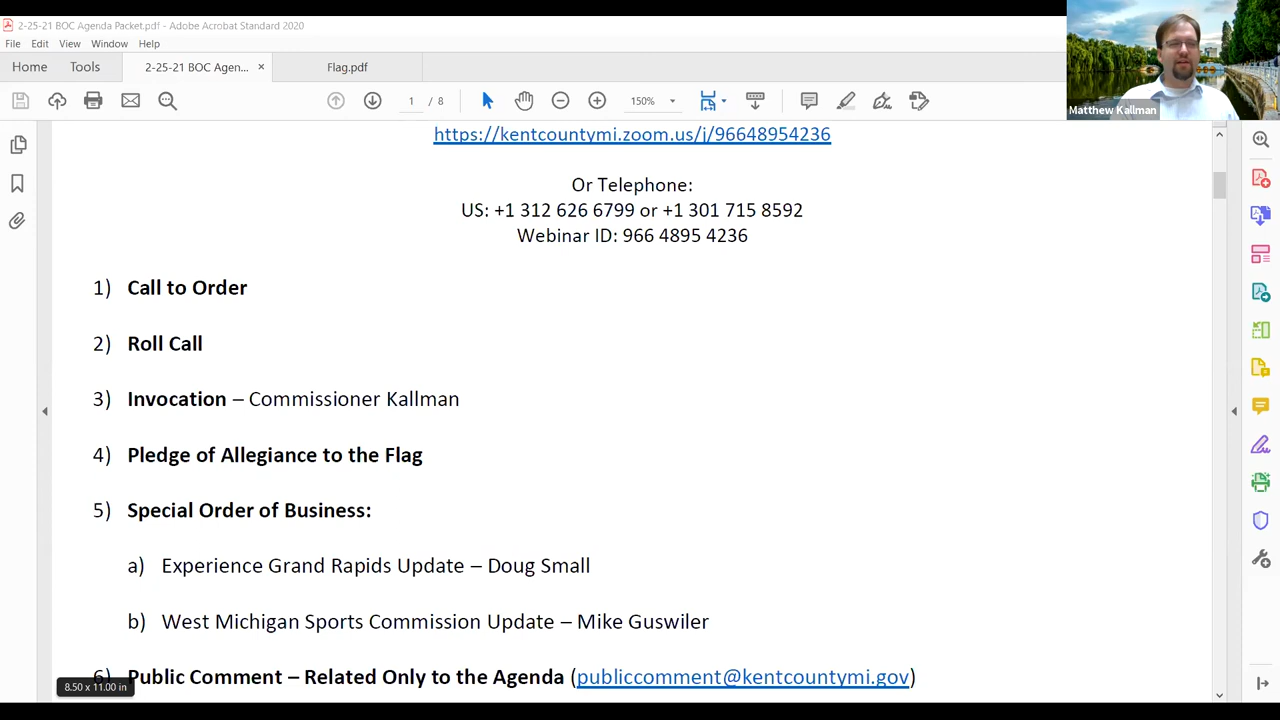 2-25-21 BOC Agenda Packet.pdf - Adobe Acrobat Standard 2020
File Edit View Window Help
Home Tools 2-25-21 BOC Agen... × Flag.pdf
1 / 8 150%
Matthew Kallman
https://kentcountymi.zoom.us/j/96648954236
Or Telephone:
US: +1 312 626 6799 or +1 301 715 8592
Webinar ID: 966 4895 4236
1) Call to Order
2) Roll Call
3) Invocation – Commissioner Kallman
4) Pledge of Allegiance to the Flag
5) Special Order of Business:
a) Experience Grand Rapids Update – Doug Small
b) West Michigan Sports Commission Update – Mike Guswiler
6) Public Comment – Related Only to the Agenda (publiccomment@kentcountymi.gov)
8.50 x 11.00 in